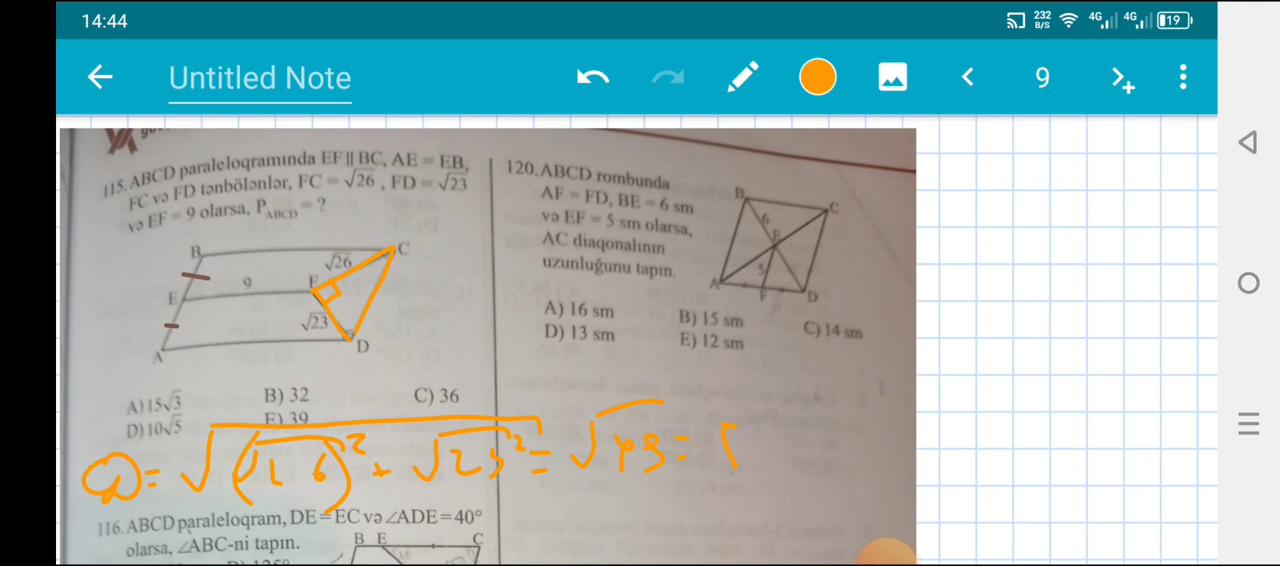 14:44
232 B/S 4G 4G 19
Untitled Note
9
115. ABCD paraleloqramında EF || BC, AE = EB,
FC və FD tənbölənlər, FC = √26 , FD = √23
və EF = 9 olarsa, P_ABCD = ?
B C
√26
9 F
E
√23
A D
A) 15√3 B) 32 C) 36
D) 10√5 E) 39
116. ABCD paraleloqram, DE = EC və ∠ADE = 40°
olarsa, ∠ABC-ni tapın.
B E C
120. ABCD rombunda
AF = FD, BE = 6 sm
və EF = 5 sm olarsa,
AC diaqonalının
uzunluğunu tapın.
B C
6
E
5
A F D
A) 16 sm B) 15 sm C) 14 sm
D) 13 sm E) 12 sm